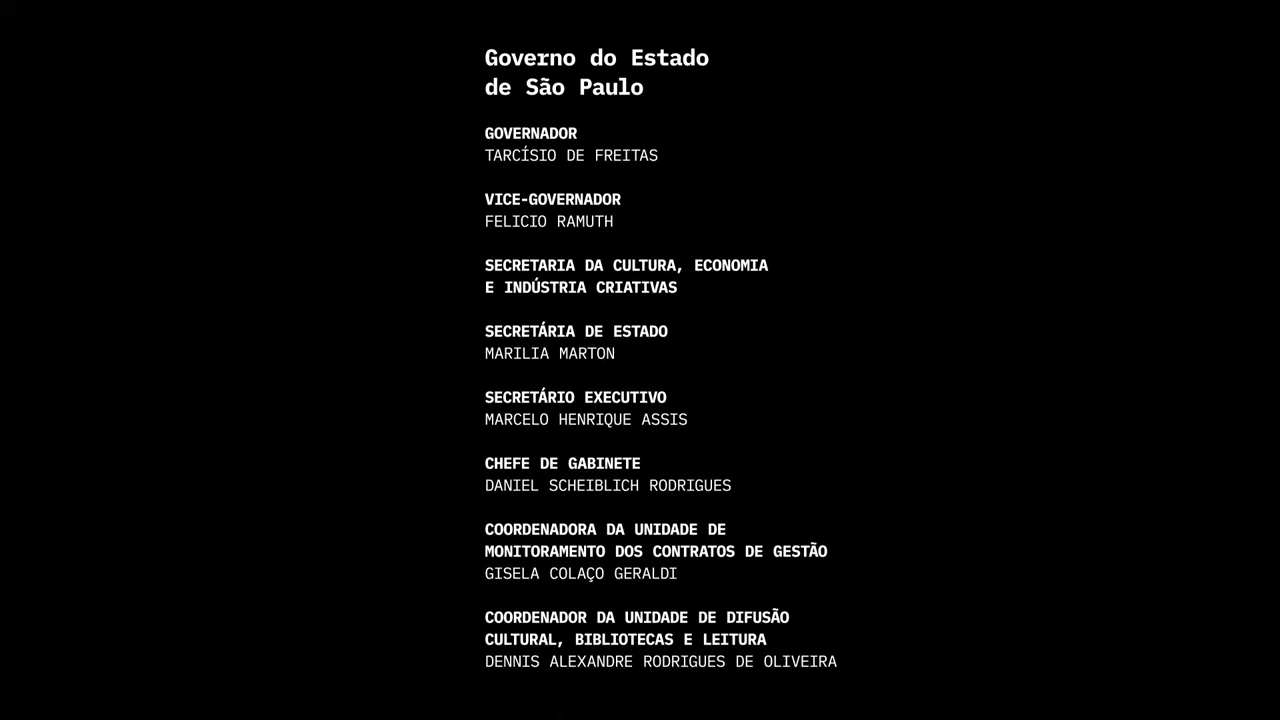 Governo do Estado
de São Paulo
GOVERNADOR
TARCÍSIO DE FREITAS
VICE-GOVERNADOR
FELICIO RAMUTH
SECRETARIA DA CULTURA, ECONOMIA
E INDÚSTRIA CRIATIVAS
SECRETÁRIA DE ESTADO
MARILIA MARTON
SECRETÁRIO EXECUTIVO
MARCELO HENRIQUE ASSIS
CHEFE DE GABINETE
DANIEL SCHEIBLICH RODRIGUES
COORDENADORA DA UNIDADE DE
MONITORAMENTO DOS CONTRATOS DE GESTÃO
GISELA COLAÇO GERALDI
COORDENADOR DA UNIDADE DE DIFUSÃO
CULTURAL, BIBLIOTECAS E LEITURA
DENNIS ALEXANDRE RODRIGUES DE OLIVEIRA